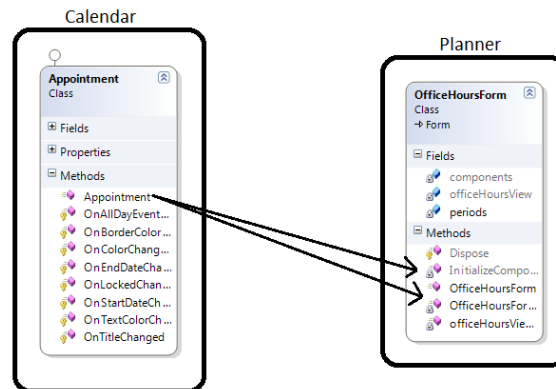 Calendar
Appointment
Class
Fields
Properties
Methods
Appointment
OnAllDayEvent...
OnBorderColor...
OnColorChang...
OnEndDateCha...
OnLockedChan...
OnStartDateCh...
OnTextColorCh...
OnTitleChanged
Planner
OfficeHoursForm
Class
Form
Fields
components
officeHoursView
periods
Methods
Dispose
InitializeCompo...
OfficeHoursForm
OfficeHoursFor...
officeHoursVie...